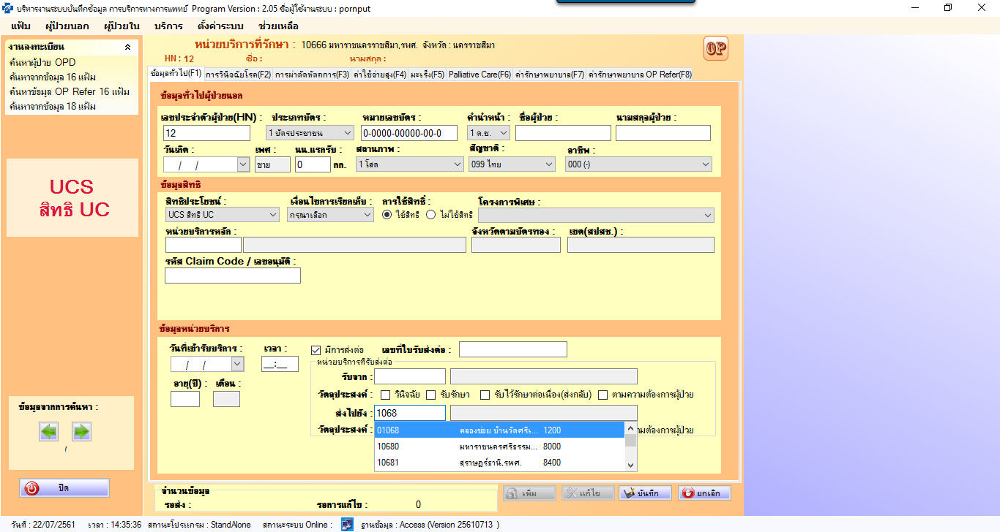 บริหารงานระบบบันทึกข้อมูล การบริการทางการแพทย์ Program Version : 2.05 ชื่อผู้ใช้งานระบบ : pornput
แฟ้ม ผู้ป่วยนอก ผู้ป่วยใน บริการ ตั้งค่าระบบ ช่วยเหลือ
งานลงทะเบียน
ค้นหาผู้ป่วย OPD
ค้นหาจากข้อมูล 16 แฟ้ม
ค้นหาข้อมูล OP Refer 16 แฟ้ม
ค้นหาจากข้อมูล 18 แฟ้ม
UCS
สิทธิ UC
ข้อมูลจากการค้นหา :
/
ปิด
หน่วยบริการที่รักษา : 10666 มหาราชนครราชสีมา,รพศ. จังหวัด : นครราชสีมา
OP
HN : 12 ชื่อ : นามสกุล :
ข้อมูลทั่วไป(F1) การวินิจฉัยโรค(F2) การผ่าตัดหัตถการ(F3) ค่าใช้จ่ายสูง(F4) มะเร็ง(F5) Palliative Care(F6) ค่ารักษาพยาบาล(F7) ค่ารักษาพยาบาล OP Refer(F8)
ข้อมูลทั่วไปผู้ป่วยนอก
เลขประจำตัวผู้ป่วย(HN) : ประเภทบัตร : หมายเลขบัตร : คำนำหน้า : ชื่อผู้ป่วย : นามสกุลผู้ป่วย :
12 1 บัตรประชาชน 0-0000-00000-00-0 1 ด.ช.
วันเกิด : เพศ : นน.แรกรับ : สถานภาพ : สัญชาติ : อาชีพ :
/ / ชาย 0 กก. 1 โสด 099 ไทย 000 (-)
ข้อมูลสิทธิ
สิทธิประโยชน์ : เงื่อนไขการเรียกเก็บ : การใช้สิทธิ์ : โครงการพิเศษ :
UCS สิทธิ UC กรุณาเลือก ใช้สิทธิ ไม่ใช้สิทธิ
หน่วยบริการหลัก : จังหวัดตามบัตรทอง : เขต(สปสช.) :
รหัส Claim Code / เลขอนุมัติ :
ข้อมูลหน่วยบริการ
วันที่เข้ารับบริการ : เวลา : มีการส่งต่อ เลขที่ใบรับส่งต่อ :
/ / __:__
หน่วยบริการที่รับส่งต่อ
อายุ(ปี) : เดือน :
รับจาก :
วัตถุประสงค์ : วินิจฉัย รับรักษา รับไว้รักษาต่อเนื่อง(ส่งกลับ) ตามความต้องการผู้ป่วย
ส่งไปยัง : 1068
วัตถุประสงค์ : ามต้องการผู้ป่วย
01068 คลองช่อย บ้านวัดศรีเ... 1200
10680 มหาราชนครศรีธรรม... 8000
10681 สุราษฎร์ธานี,รพศ. 8400
จำนวนข้อมูล
รอส่ง : รอการแก้ไข : 0
เพิ่ม แก้ไข บันทึก ยกเลิก
วันที่ : 22/07/2561 เวลา : 14:35:36 สถานะโปรแกรม : StandAlone สถานะระบบ Online : ฐานข้อมูล : Access (Version 25610713 )